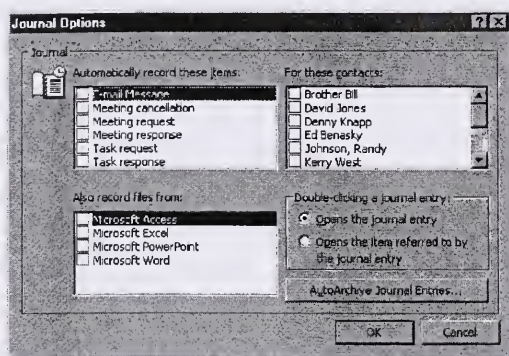 Journal Options
Journal
Automatically record these items:
E-mail Message
Meeting cancellation
Meeting request
Meeting response
Task request
Task response
For these contacts:
Brother Bill
David Jones
Denny Knapp
Ed Benasky
Johnson, Randy
Kerry West
Also record files from:
Microsoft Access
Microsoft Excel
Microsoft PowerPoint
Microsoft Word
Double-clicking a journal entry:
Opens the journal entry
Opens the item referred to by
the journal entry
AutoArchive Journal Entries...
OK
Cancel